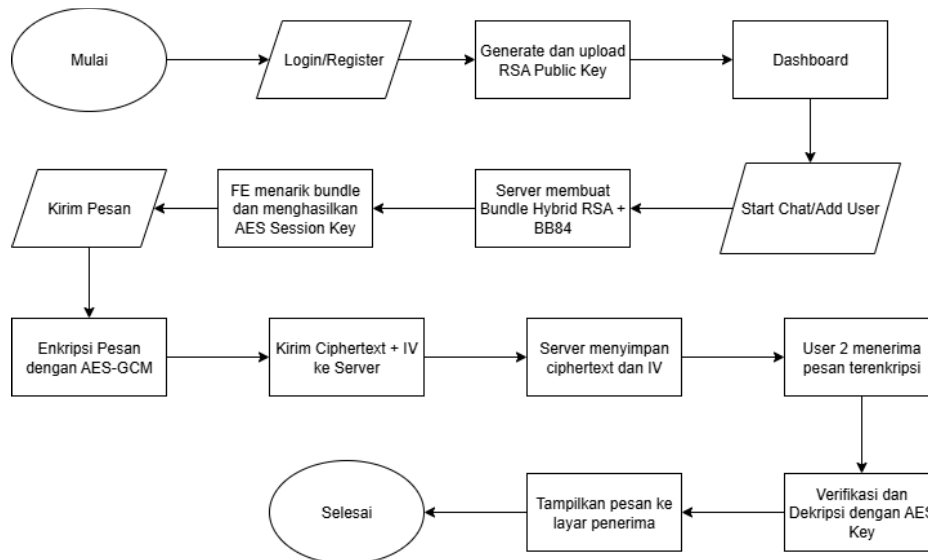 Mulai
Login/Register
Generate dan upload
RSA Public Key
Dashboard
Start Chat/Add User
Server membuat
Bundle Hybrid RSA +
BB84
FE menarik bundle
dan menghasilkan
AES Session Key
Kirim Pesan
Enkripsi Pesan
dengan AES-GCM
Kirim Ciphertext + IV
ke Server
Server menyimpan
ciphertext dan IV
User 2 menerima
pesan terenkripsi
Verifikasi dan
Dekripsi dengan AES
Key
Tampilkan pesan ke
layar penerima
Selesai